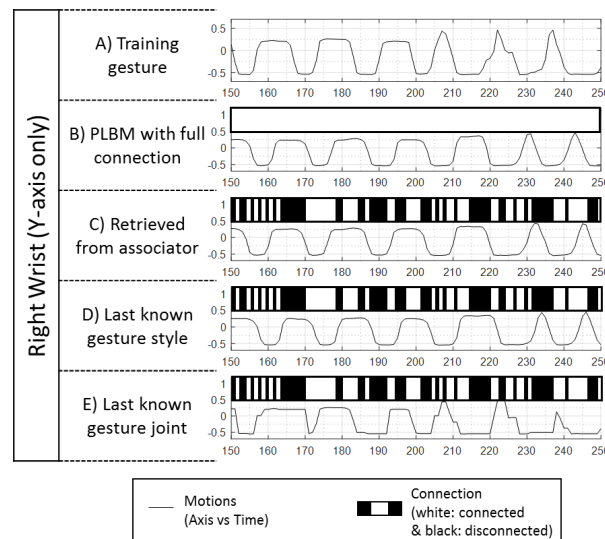 Right Wrist (Y-axis only)
A) Training
gesture
0.5
0
-0.5
150 160 170 180 190 200 210 220 230 240 250
B) PLBM with full
connection
1
0.5
0
-0.5
150 160 170 180 190 200 210 220 230 240 250
C) Retrieved
from associator
1
0.5
0
-0.5
150 160 170 180 190 200 210 220 230 240 250
D) Last known
gesture style
1
0.5
0
-0.5
150 160 170 180 190 200 210 220 230 240 250
E) Last known
gesture joint
1
0.5
0
-0.5
150 160 170 180 190 200 210 220 230 240 250
Motions
(Axis vs Time)
Connection
(white: connected
& black: disconnected)